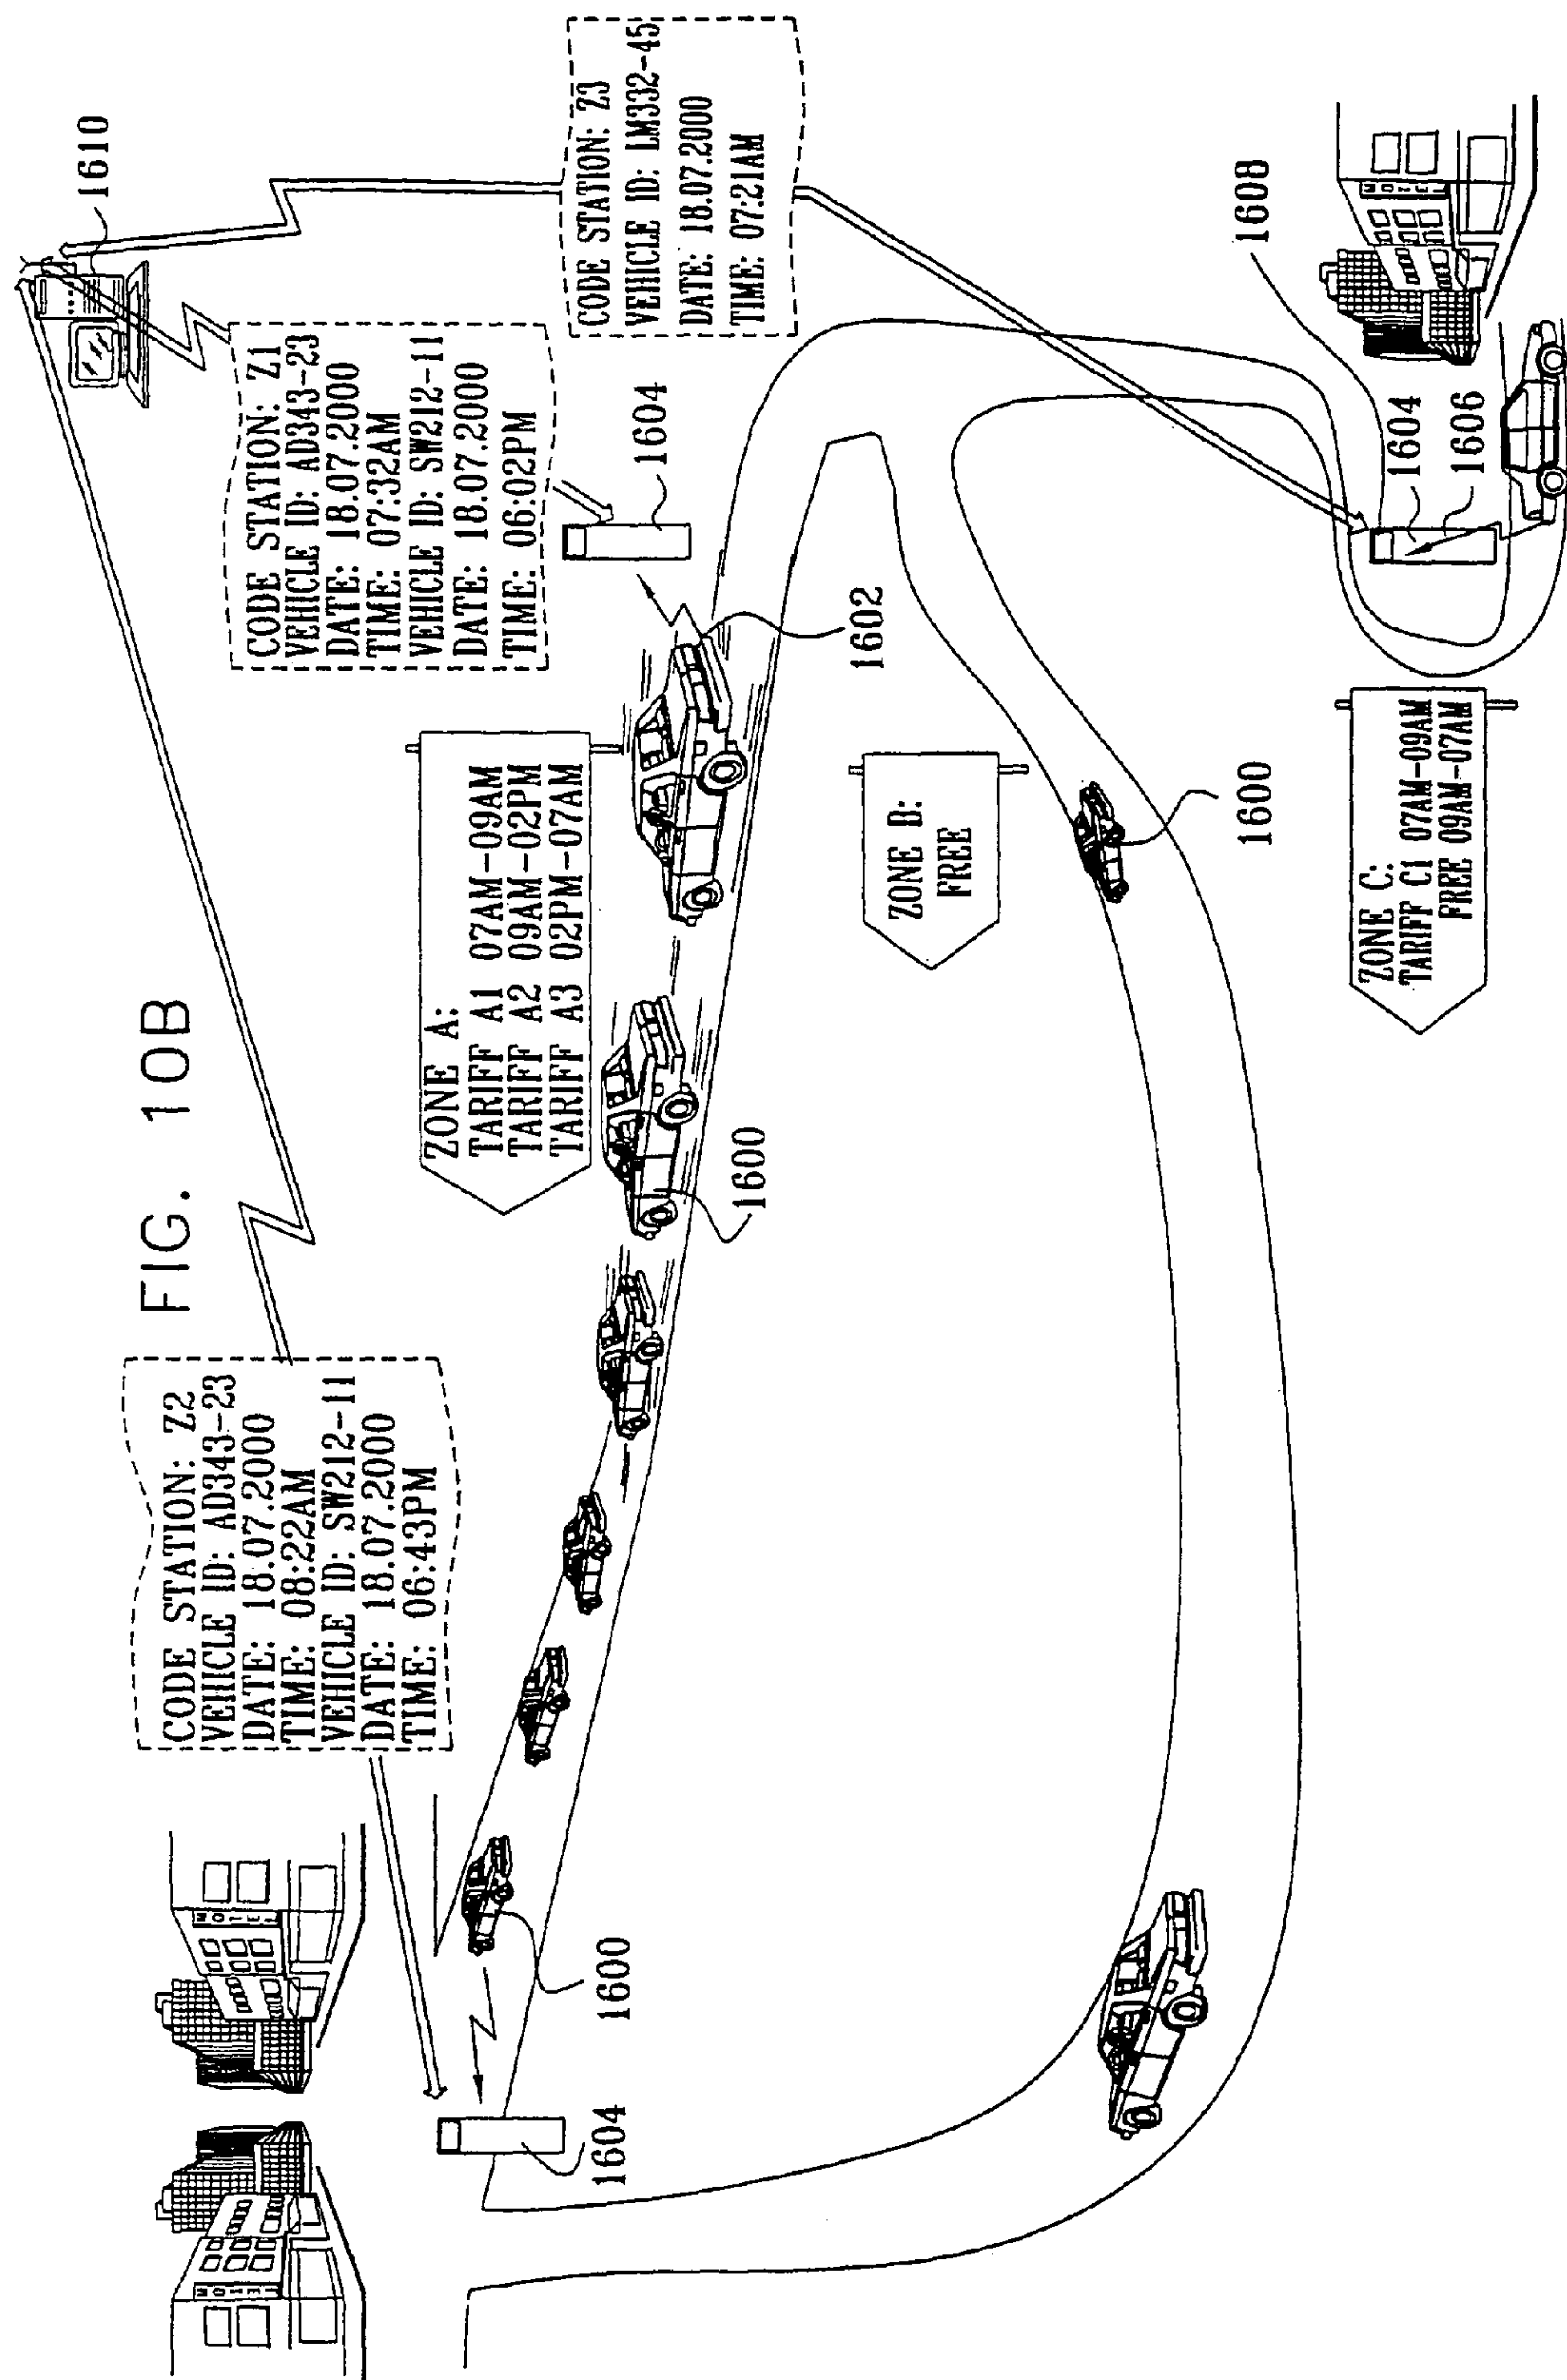 FIG. 10B
1610
CODE STATION: Z2
VEHICLE ID: AD343-23
DATE: 18.07.2000
TIME: 08:22AM
VEHICLE ID: SW212-11
DATE: 18.07.2000
TIME: 06:43PM
CODE STATION: Z1
VEHICLE ID: AD343-23
DATE: 18.07.2000
TIME: 07:32AM
VEHICLE ID: SW212-11
DATE: 18.07.2000
TIME: 06:02PM
CODE STATION: Z3
VEHICLE ID: LM332-45
DATE: 18.07.2000
TIME: 07:21AM
MOTEL
MOTEL
ZONE A:
TARIFF A1 07AM-09AM
TARIFF A2 09AM-02PM
TARIFF A3 02PM-07AM
1604
1600
1604
1600
1602
ZONE B:
FREE
1600
1608
MOTEL
1604
1606
ZONE C:
TARIFF C1 07AM-09AM
FREE 09AM-07AM